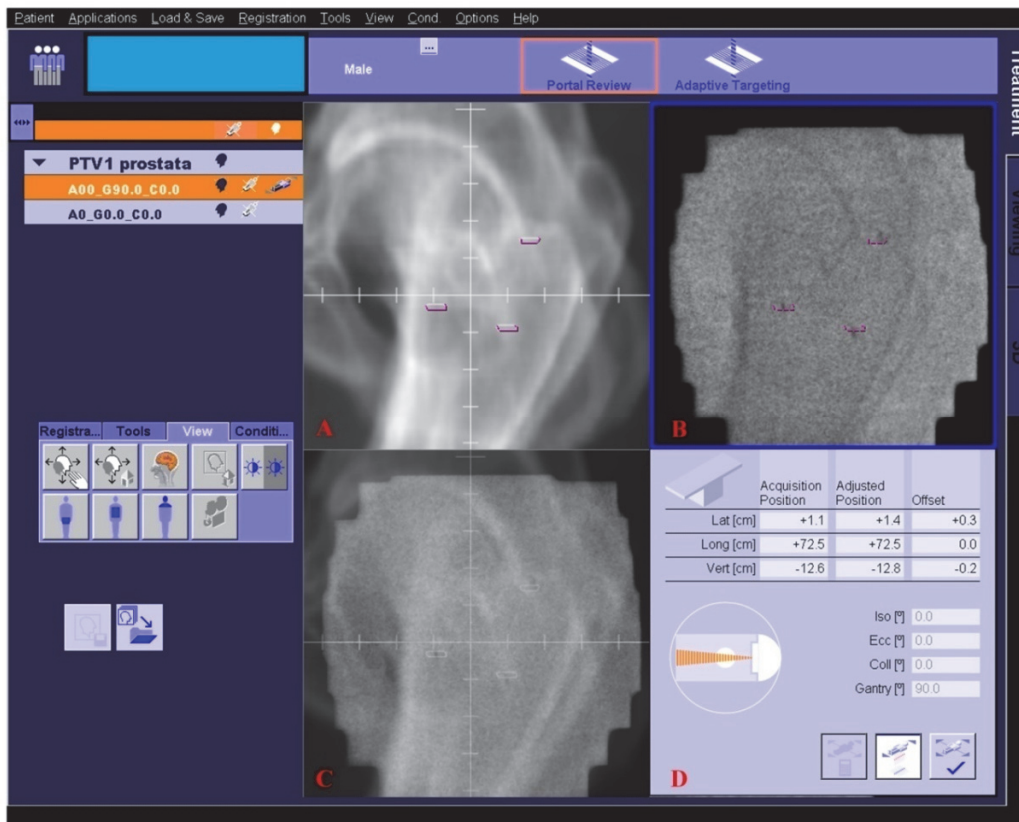 Patient Applications Load & Save Registration Tools View Cond. Options Help
...
Male
Portal Review
Adaptive Targeting
Treatment
Viewing
3D
PTV1 prostata
A00_G90.0_C0.0
A0_G0.0_C0.0
Registra... Tools View Conditi...
A
B
C
D
Acquisition Position Adjusted Position Offset
Lat [cm] +1.1 +1.4 +0.3
Long [cm] +72.5 +72.5 0.0
Vert [cm] -12.6 -12.8 -0.2
Iso [º] 0.0
Ecc [º] 0.0
Coll [º] 0.0
Gantry [º] 90.0